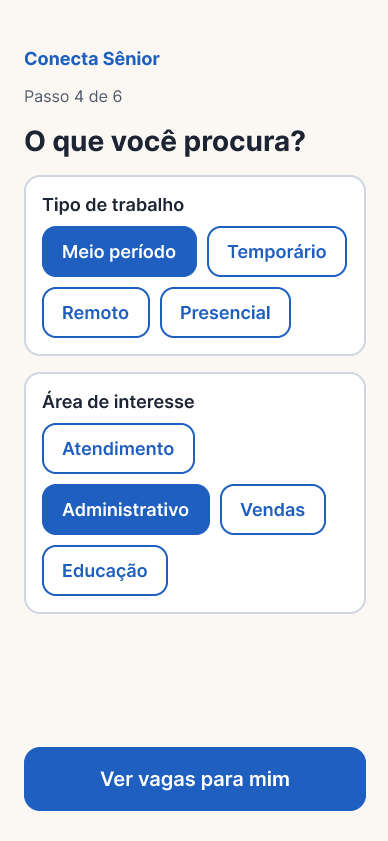 Conecta Sênior
Passo 4 de 6
O que você procura?
Tipo de trabalho
Meio período Temporário
Remoto Presencial
Área de interesse
Atendimento
Administrativo Vendas
Educação
Ver vagas para mim